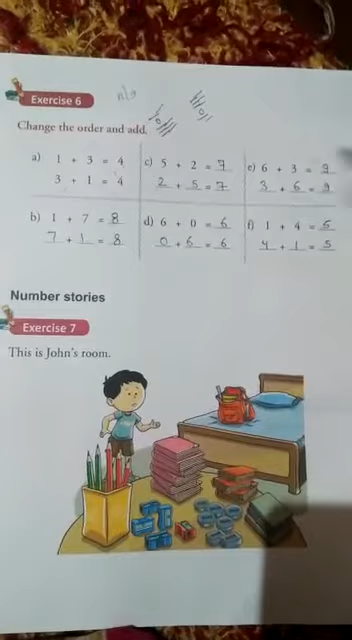 Exercise 6
Change the order and add.
a) 1 + 3 = 4
3 + 1 = 4
c) 5 + 2 = 7
2 + 5 = 7
e) 6 + 3 = 9
3 + 6 = 9
b) 1 + 7 = 8
7 + 1 = 8
d) 6 + 0 = 6
0 + 6 = 6
f) 1 + 4 = 5
4 + 1 = 5
Number stories
Exercise 7
This is John's room.